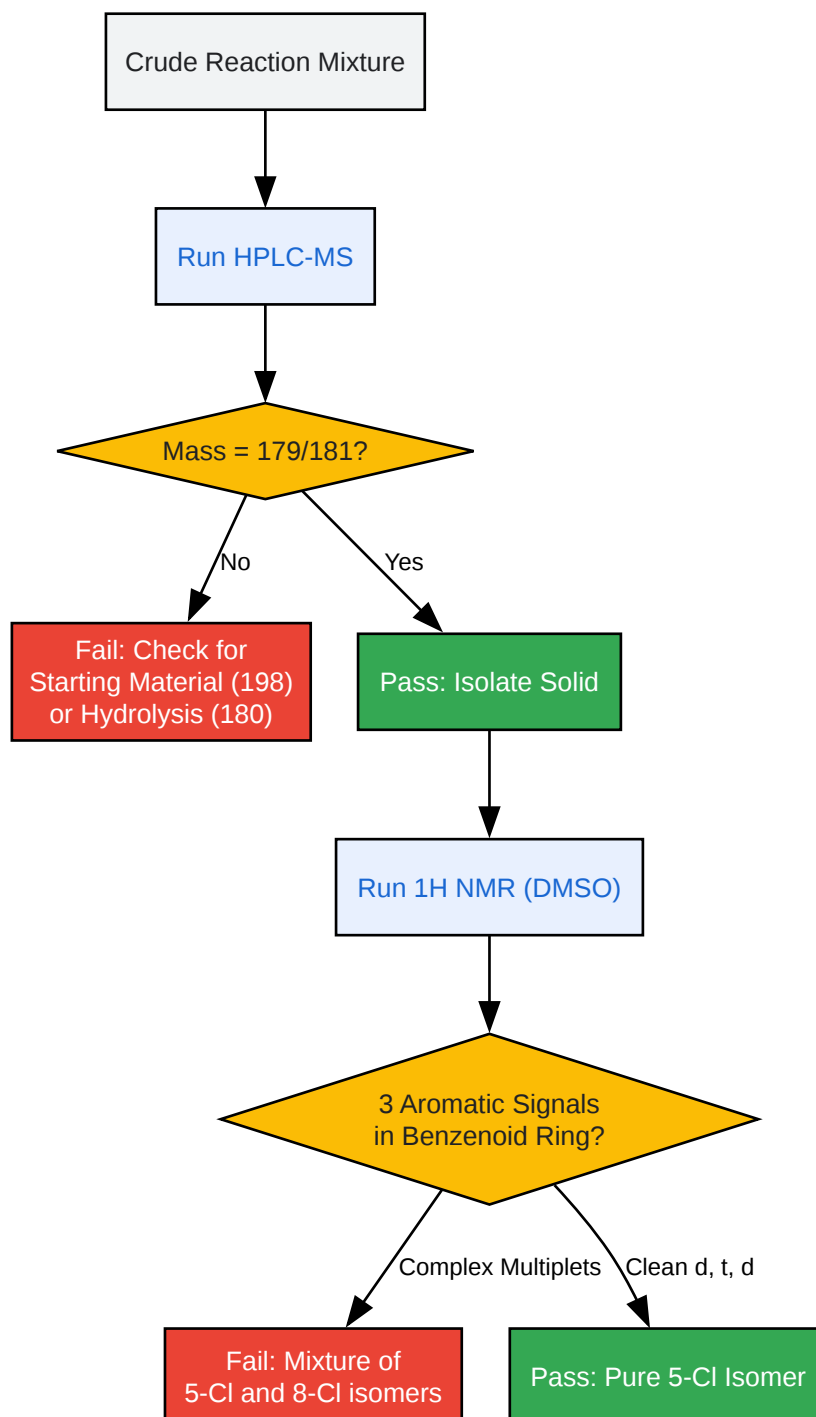 Crude Reaction Mixture
Run HPLC-MS
Mass = 179/181?
No
Yes
Fail: Check for
Starting Material (198)
or Hydrolysis (180)
Pass: Isolate Solid
Run 1H NMR (DMSO)
3 Aromatic Signals
in Benzenoid Ring?
Complex Multiplets
Clean d, t, d
Fail: Mixture of
5-Cl and 8-Cl isomers
Pass: Pure 5-Cl Isomer